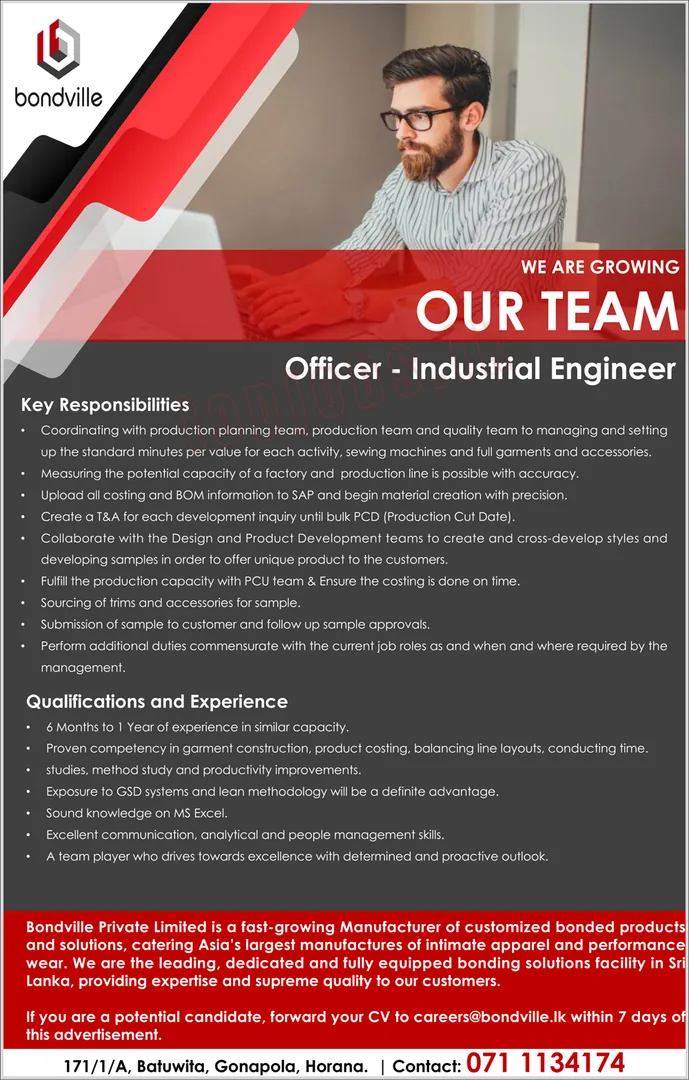 bondville
WE ARE GROWING
OUR TEAM
Officer - Industrial Engineer
Key Responsibilities
• Coordinating with production planning team, production team and quality team to managing and setting
up the standard minutes per value for each activity, sewing machines and full garments and accessories.
• Measuring the potential capacity of a factory and production line is possible with accuracy.
• Upload all costing and BOM information to SAP and begin material creation with precision.
• Create a T&A for each development inquiry until bulk PCD (Production Cut Date).
• Collaborate with the Design and Product Development teams to create and cross-develop styles and
developing samples in order to offer unique product to the customers.
• Fulfill the production capacity with PCU team & Ensure the costing is done on time.
• Sourcing of trims and accessories for sample.
• Submission of sample to customer and follow up sample approvals.
• Perform additional duties commensurate with the current job roles as and when and where required by the
management.
Qualifications and Experience
• 6 Months to 1 Year of experience in similar capacity.
• Proven competency in garment construction, product costing, balancing line layouts, conducting time.
• studies, method study and productivity improvements.
• Exposure to GSD systems and lean methodology will be a definite advantage.
• Sound knowledge on MS Excel.
• Excellent communication, analytical and people management skills.
• A team player who drives towards excellence with determined and proactive outlook.
Bondville Private Limited is a fast-growing Manufacturer of customized bonded products
and solutions, catering Asia's largest manufactures of intimate apparel and performance
wear. We are the leading, dedicated and fully equipped bonding solutions facility in Sri
Lanka, providing expertise and supreme quality to our customers.
If you are a potential candidate, forward your CV to careers@bondville.lk within 7 days of
this advertisement.
171/1/A, Batuwita, Gonapola, Horana. | Contact: 071 1134174